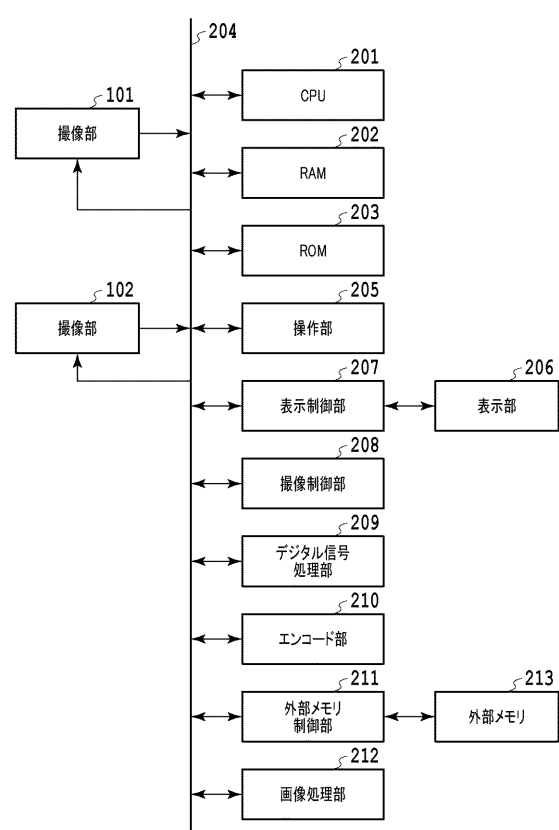 204
201
CPU
101
撮像部
202
RAM
203
ROM
102
撮像部
205
操作部
207
表示制御部
206
表示部
208
撮像制御部
209
デジタル信号
処理部
210
エンコード部
211
外部メモリ
制御部
213
外部メモリ
212
画像処理部